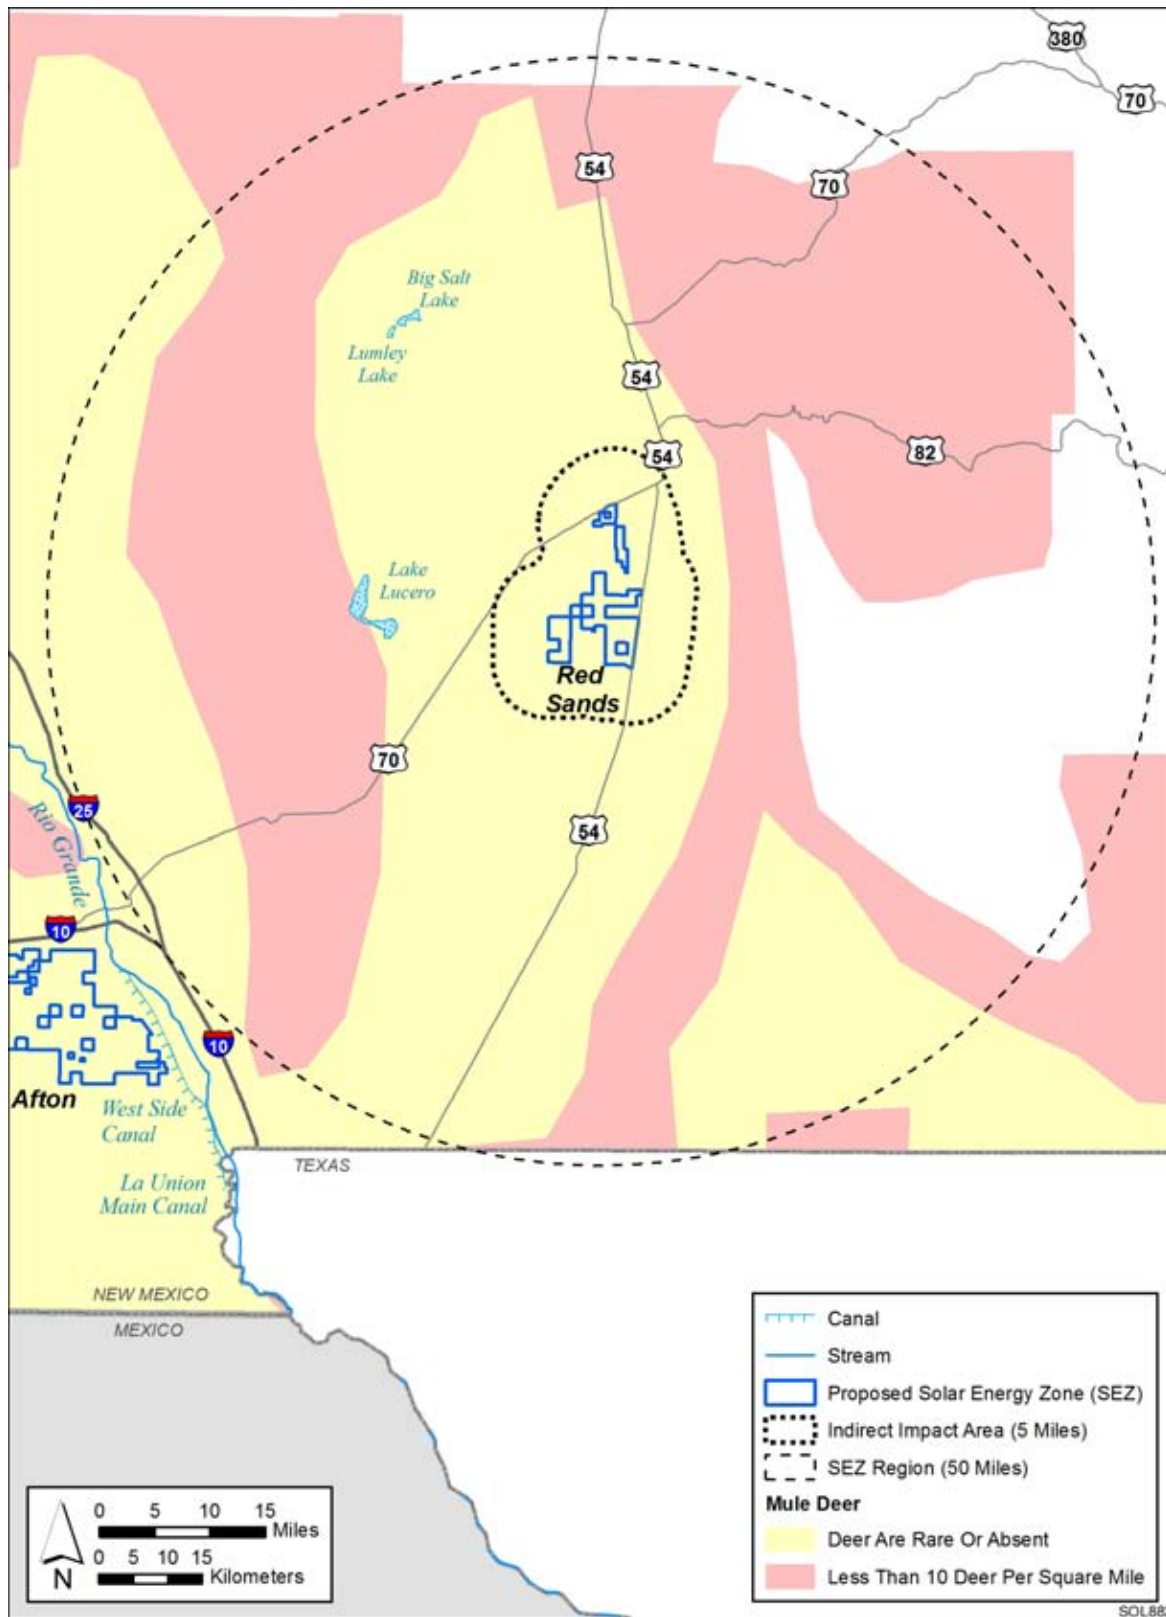 380
70
54
70
Big Salt
Lake
Lumley
Lake
54
54
82
Lake
Lucero
Red
Sands
70
25
Rio Grande
54
10
10
Afton
West Side
Canal
TEXAS
La Union
Main Canal
NEW MEXICO
MEXICO
Canal
Stream
Proposed Solar Energy Zone (SEZ)
Indirect Impact Area (5 Miles)
SEZ Region (50 Miles)
Mule Deer
Deer Are Rare Or Absent
Less Than 10 Deer Per Square Mile
0 5 10 15
Miles
0 5 10 15
Kilometers
N